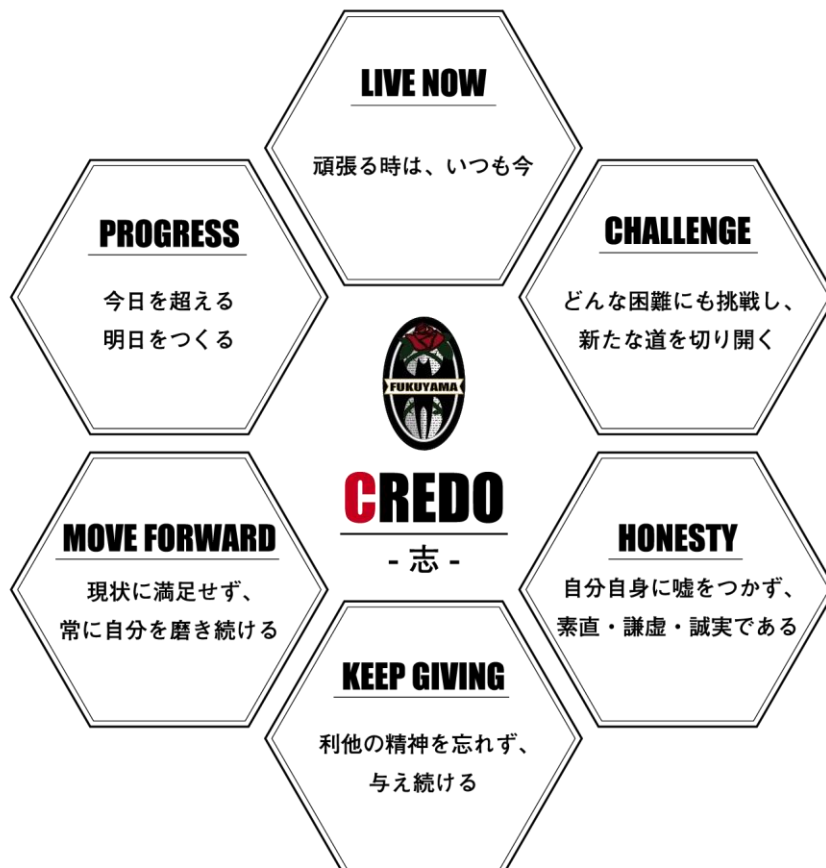 LIVE NOW
頑張る時は、いつも今
PROGRESS
今日を超える
明日をつくる
CHALLENGE
どんな困難にも挑戦し、
新たな道を切り開く
FUKUYAMA
CREDO
- 志 -
MOVE FORWARD
現状に満足せず、
常に自分を磨き続ける
HONESTY
自分自身に嘘をつかず、
素直・謙虚・誠実である
KEEP GIVING
利他の精神を忘れず、
与え続ける